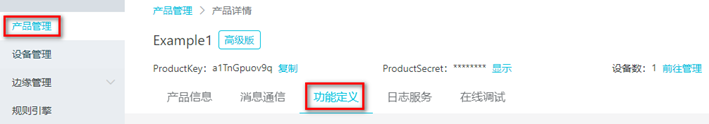 产品管理
设备管理
边缘管理
规则引擎
产品管理 > 产品详情
Example1 高级版
ProductKey: a1TnGpuov9q 复制 ProductSecret: ******** 显示 设备数: 1 前往管理
产品信息 消息通信 功能定义 日志服务 在线调试